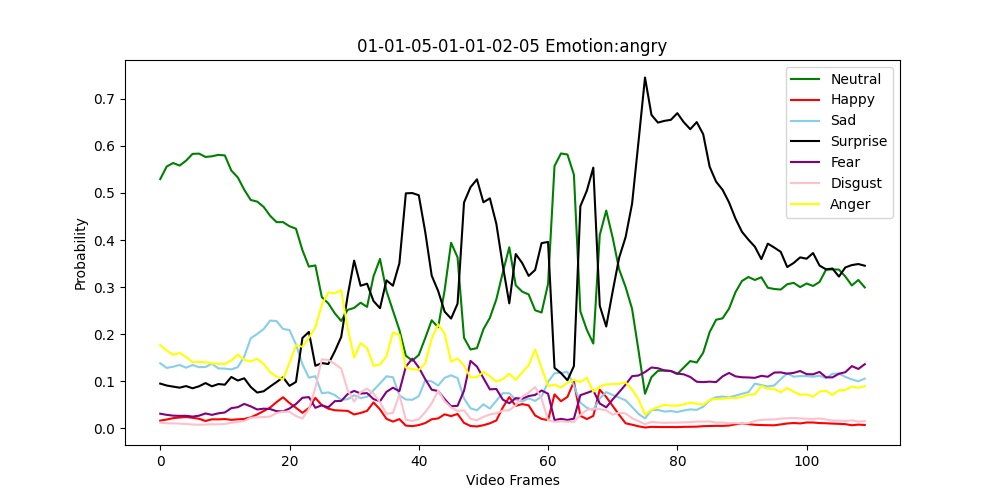 01-01-05-01-01-02-05 Emotion:angry
Probability
0.7
0.6
0.5
0.4
0.3
0.2
0.1
0.0
0 20 40 60 80 100
Video Frames
Neutral
Happy
Sad
Surprise
Fear
Disgust
Anger